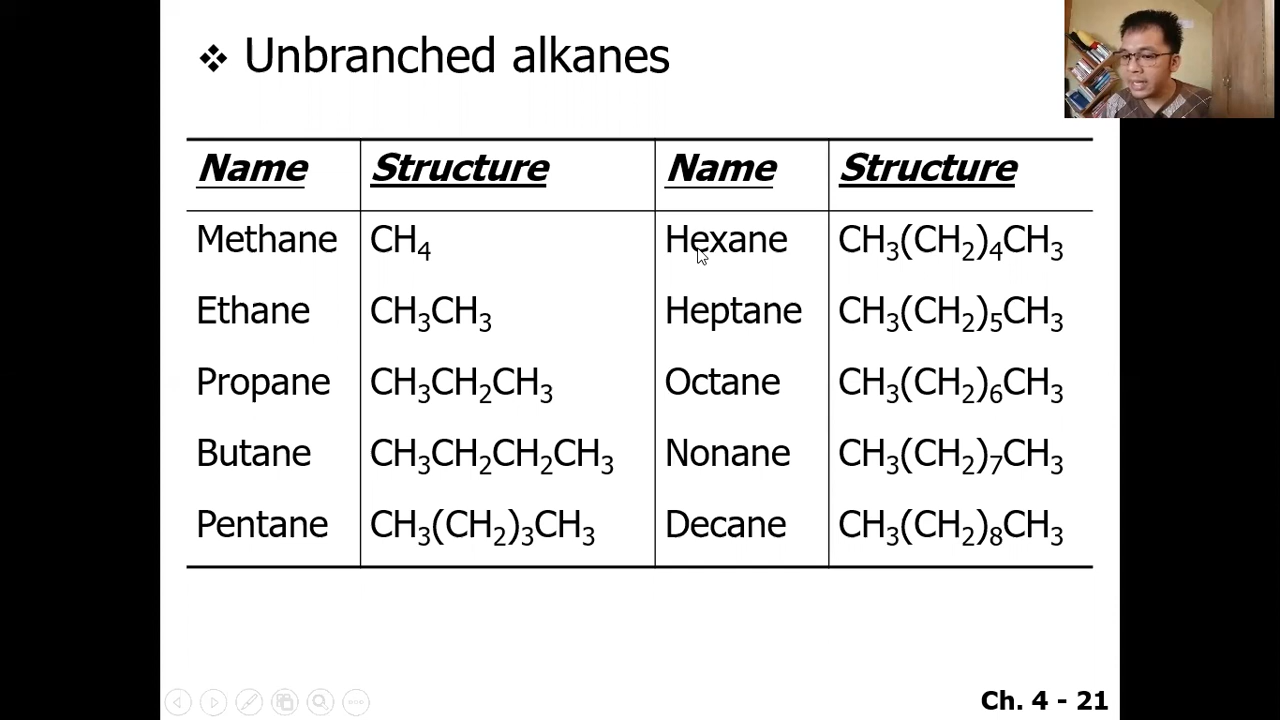 ❖ Unbranched alkanes
Name Structure Name Structure
Methane CH₄ Hexane CH₃(CH₂)₄CH₃
Ethane CH₃CH₃ Heptane CH₃(CH₂)₅CH₃
Propane CH₃CH₂CH₃ Octane CH₃(CH₂)₆CH₃
Butane CH₃CH₂CH₂CH₃ Nonane CH₃(CH₂)₇CH₃
Pentane CH₃(CH₂)₃CH₃ Decane CH₃(CH₂)₈CH₃
Ch. 4 - 21